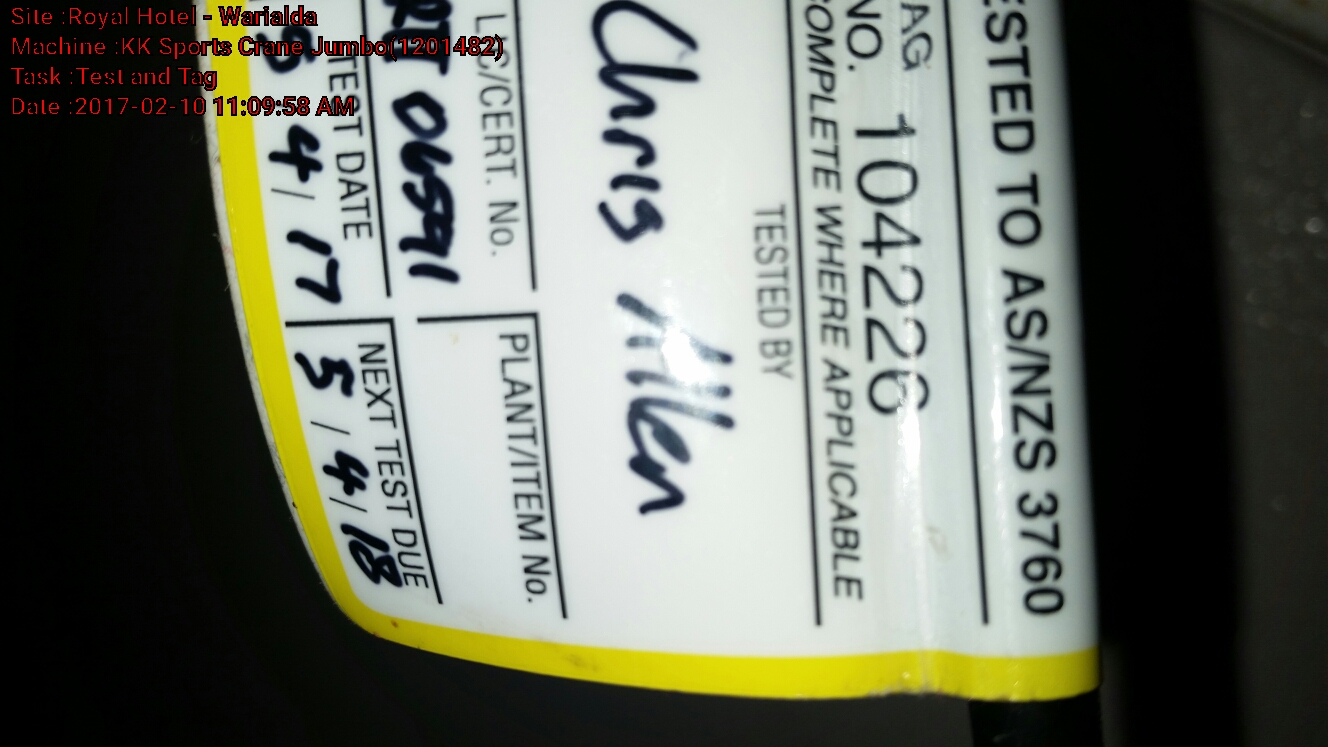 Site :Royal Hotel - Warialda
Machine :KK Sports Crane Jumbo(1201482)
Task :Test and Tag
Date :2017-02-10 11:09:58 AM
ESTED TO AS/NZS 3760
AG
NO. 104226
COMPLETE WHERE APPLICABLE
TESTED BY
Chris Allen
LIC/CERT. No.
06591
PLANT/ITEM No.
TEST DATE
5 4/ 17
NEXT TEST DUE
5 / 4/ 18